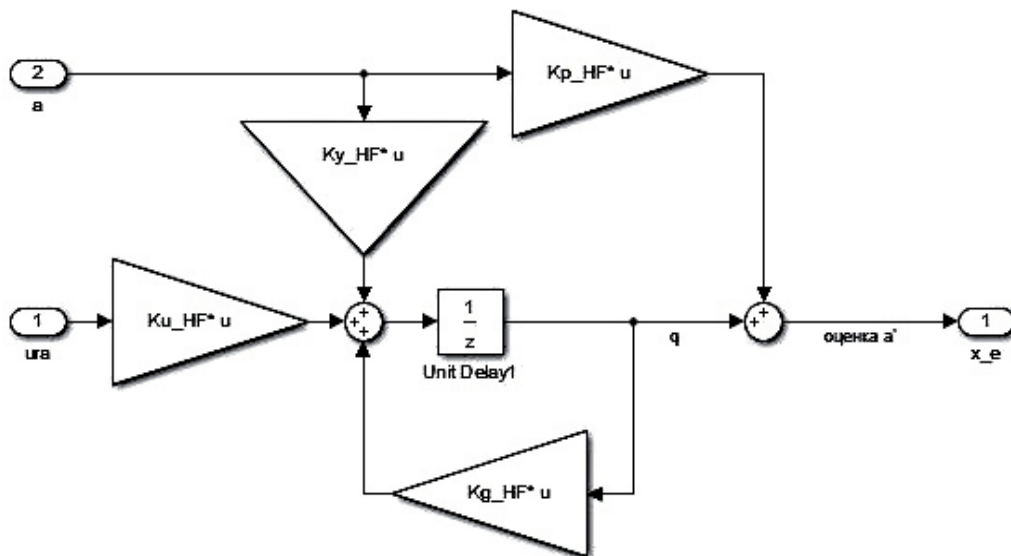 2
a
Kp_HF* u
Ky_HF* u
1
ura
Ku_HF* u
+
+
+
1
z
Unit Delay1
q
+
+
оценка a'
1
x_e
Kg_HF* u